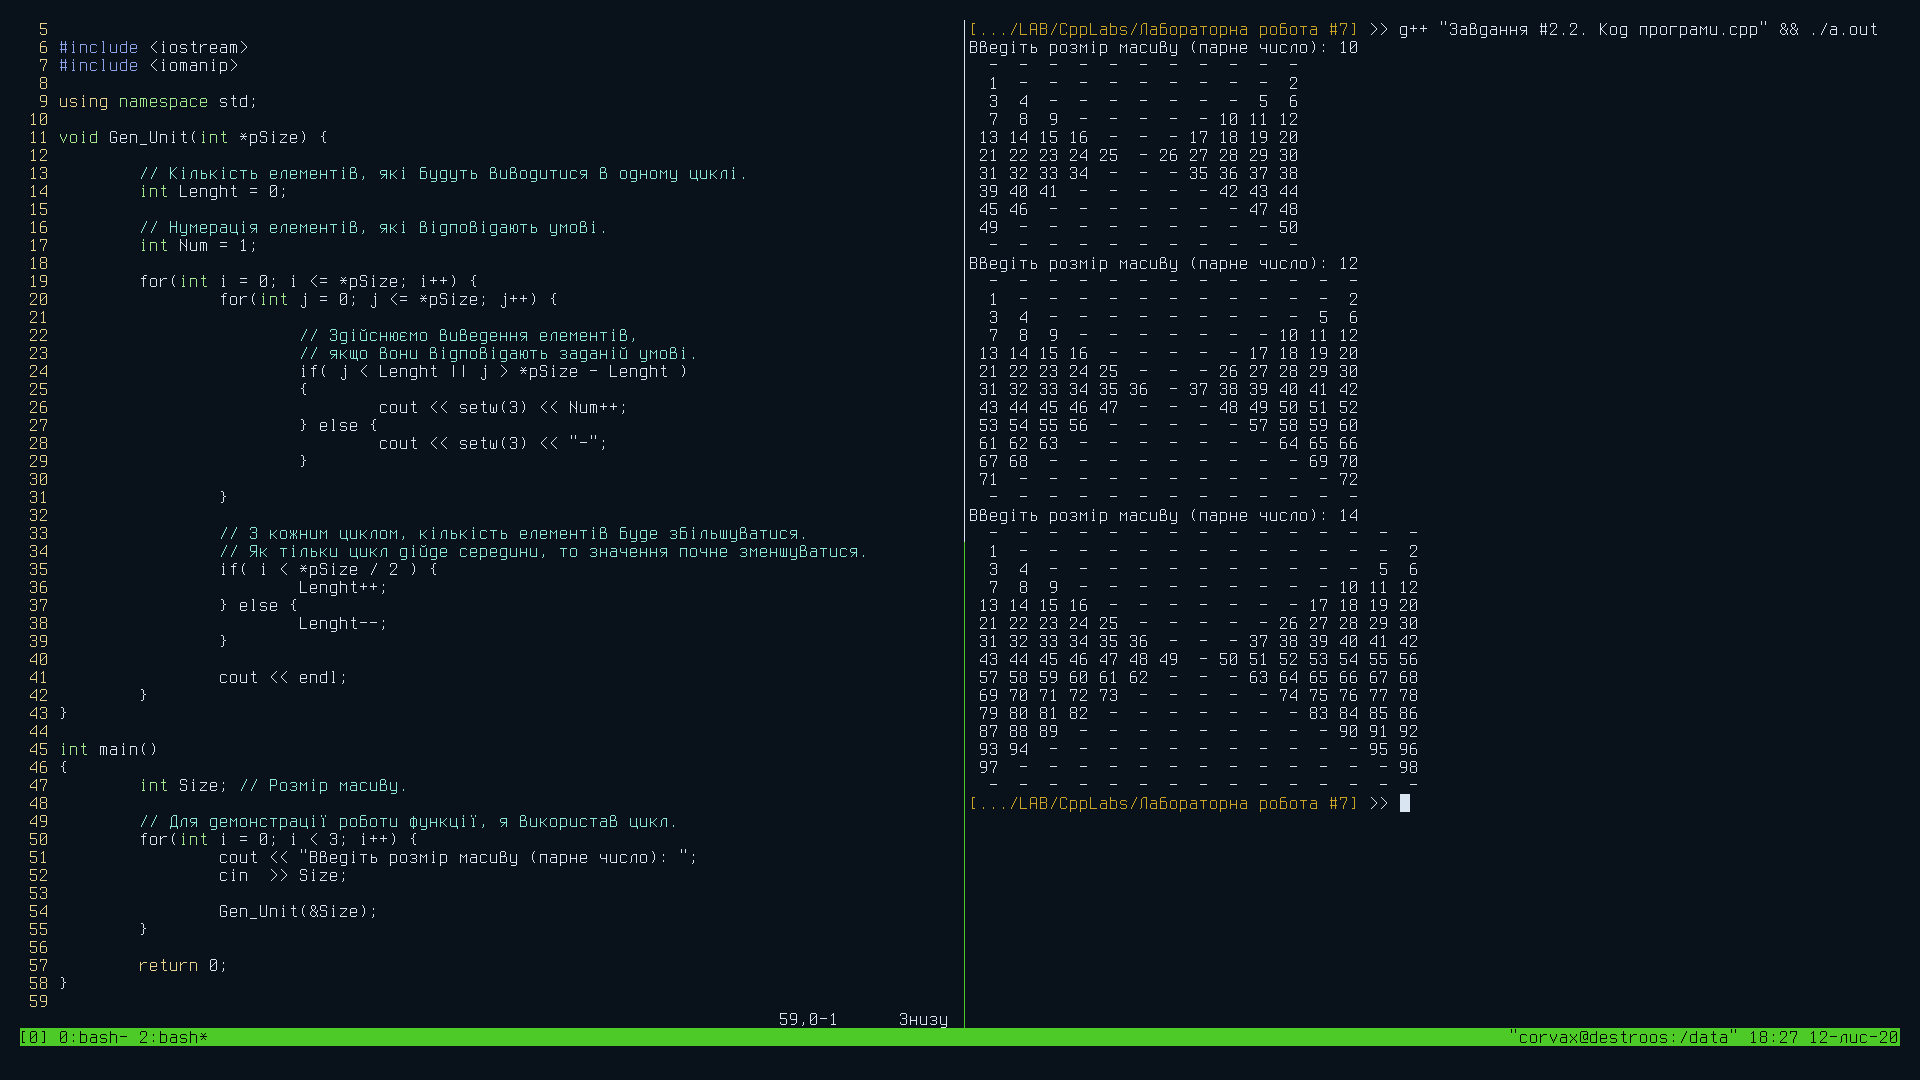 5
6 #include <iostream>
7 #include <iomanip>
8
9 using namespace std;
10
11 void Gen_Unit(int *pSize) {
12
13         // Кількість елементів, які будуть виводитися в одному циклі.
14         int Lenght = 0;
15
16         // Нумерація елементів, які відповідають умові.
17         int Num = 1;
18
19         for(int i = 0; i <= *pSize; i++) {
20                 for(int j = 0; j <= *pSize; j++) {
21
22                         // Здійснюємо виведення елементів,
23                         // якщо вони відповідають заданій умові.
24                         if( j < Lenght || j > *pSize - Lenght )
25                         {
26                                 cout << setw(3) << Num++;
27                         } else {
28                                 cout << setw(3) << "-";
29                         }
30
31                 }
32
33                 // З кожним циклом, кількість елементів буде збільшуватися.
34                 // Як тільки цикл дійде середини, то значення почне зменшуватися.
35                 if( i < *pSize / 2 ) {
36                         Lenght++;
37                 } else {
38                         Lenght--;
39                 }
40
41                 cout << endl;
42         }
43 }
44
45 int main()
46 {
47         int Size; // Розмір масиву.
48
49         // Для демонстрації роботи функції, я використав цикл.
50         for(int i = 0; i < 3; i++) {
51                 cout << "Введіть розмір масиву (парне число): ";
52                 cin  >> Size;
53
54                 Gen_Unit(&Size);
55         }
56
57         return 0;
58 }
59
59,0-1      Знизу
[.../LAB/CppLabs/Лабораторна робота #7] >> g++ "Завдання #2.2. Код програми.cpp" && ./a.out
Введіть розмір масиву (парне число): 10
  -  -  -  -  -  -  -  -  -  -  -
  1  -  -  -  -  -  -  -  -  -  2
  3  4  -  -  -  -  -  -  -  5  6
  7  8  9  -  -  -  -  - 10 11 12
 13 14 15 16  -  -  - 17 18 19 20
 21 22 23 24 25  - 26 27 28 29 30
 31 32 33 34  -  -  - 35 36 37 38
 39 40 41  -  -  -  -  - 42 43 44
 45 46  -  -  -  -  -  -  - 47 48
 49  -  -  -  -  -  -  -  -  - 50
  -  -  -  -  -  -  -  -  -  -  -
Введіть розмір масиву (парне число): 12
  -  -  -  -  -  -  -  -  -  -  -  -  -
  1  -  -  -  -  -  -  -  -  -  -  -  2
  3  4  -  -  -  -  -  -  -  -  -  5  6
  7  8  9  -  -  -  -  -  -  - 10 11 12
 13 14 15 16  -  -  -  -  - 17 18 19 20
 21 22 23 24 25  -  -  - 26 27 28 29 30
 31 32 33 34 35 36  - 37 38 39 40 41 42
 43 44 45 46 47  -  -  - 48 49 50 51 52
 53 54 55 56  -  -  -  -  - 57 58 59 60
 61 62 63  -  -  -  -  -  -  - 64 65 66
 67 68  -  -  -  -  -  -  -  -  - 69 70
 71  -  -  -  -  -  -  -  -  -  -  - 72
  -  -  -  -  -  -  -  -  -  -  -  -  -
Введіть розмір масиву (парне число): 14
  -  -  -  -  -  -  -  -  -  -  -  -  -  -  -
  1  -  -  -  -  -  -  -  -  -  -  -  -  -  2
  3  4  -  -  -  -  -  -  -  -  -  -  -  5  6
  7  8  9  -  -  -  -  -  -  -  -  - 10 11 12
 13 14 15 16  -  -  -  -  -  -  - 17 18 19 20
 21 22 23 24 25  -  -  -  -  - 26 27 28 29 30
 31 32 33 34 35 36  -  -  - 37 38 39 40 41 42
 43 44 45 46 47 48 49  - 50 51 52 53 54 55 56
 57 58 59 60 61 62  -  -  - 63 64 65 66 67 68
 69 70 71 72 73  -  -  -  -  - 74 75 76 77 78
 79 80 81 82  -  -  -  -  -  -  - 83 84 85 86
 87 88 89  -  -  -  -  -  -  -  -  - 90 91 92
 93 94  -  -  -  -  -  -  -  -  -  -  - 95 96
 97  -  -  -  -  -  -  -  -  -  -  -  -  - 98
  -  -  -  -  -  -  -  -  -  -  -  -  -  -  -
[.../LAB/CppLabs/Лабораторна робота #7] >>
[0] 0:bash- 2:bash* "corvax@destroos:/data" 18:27 12-лис-20